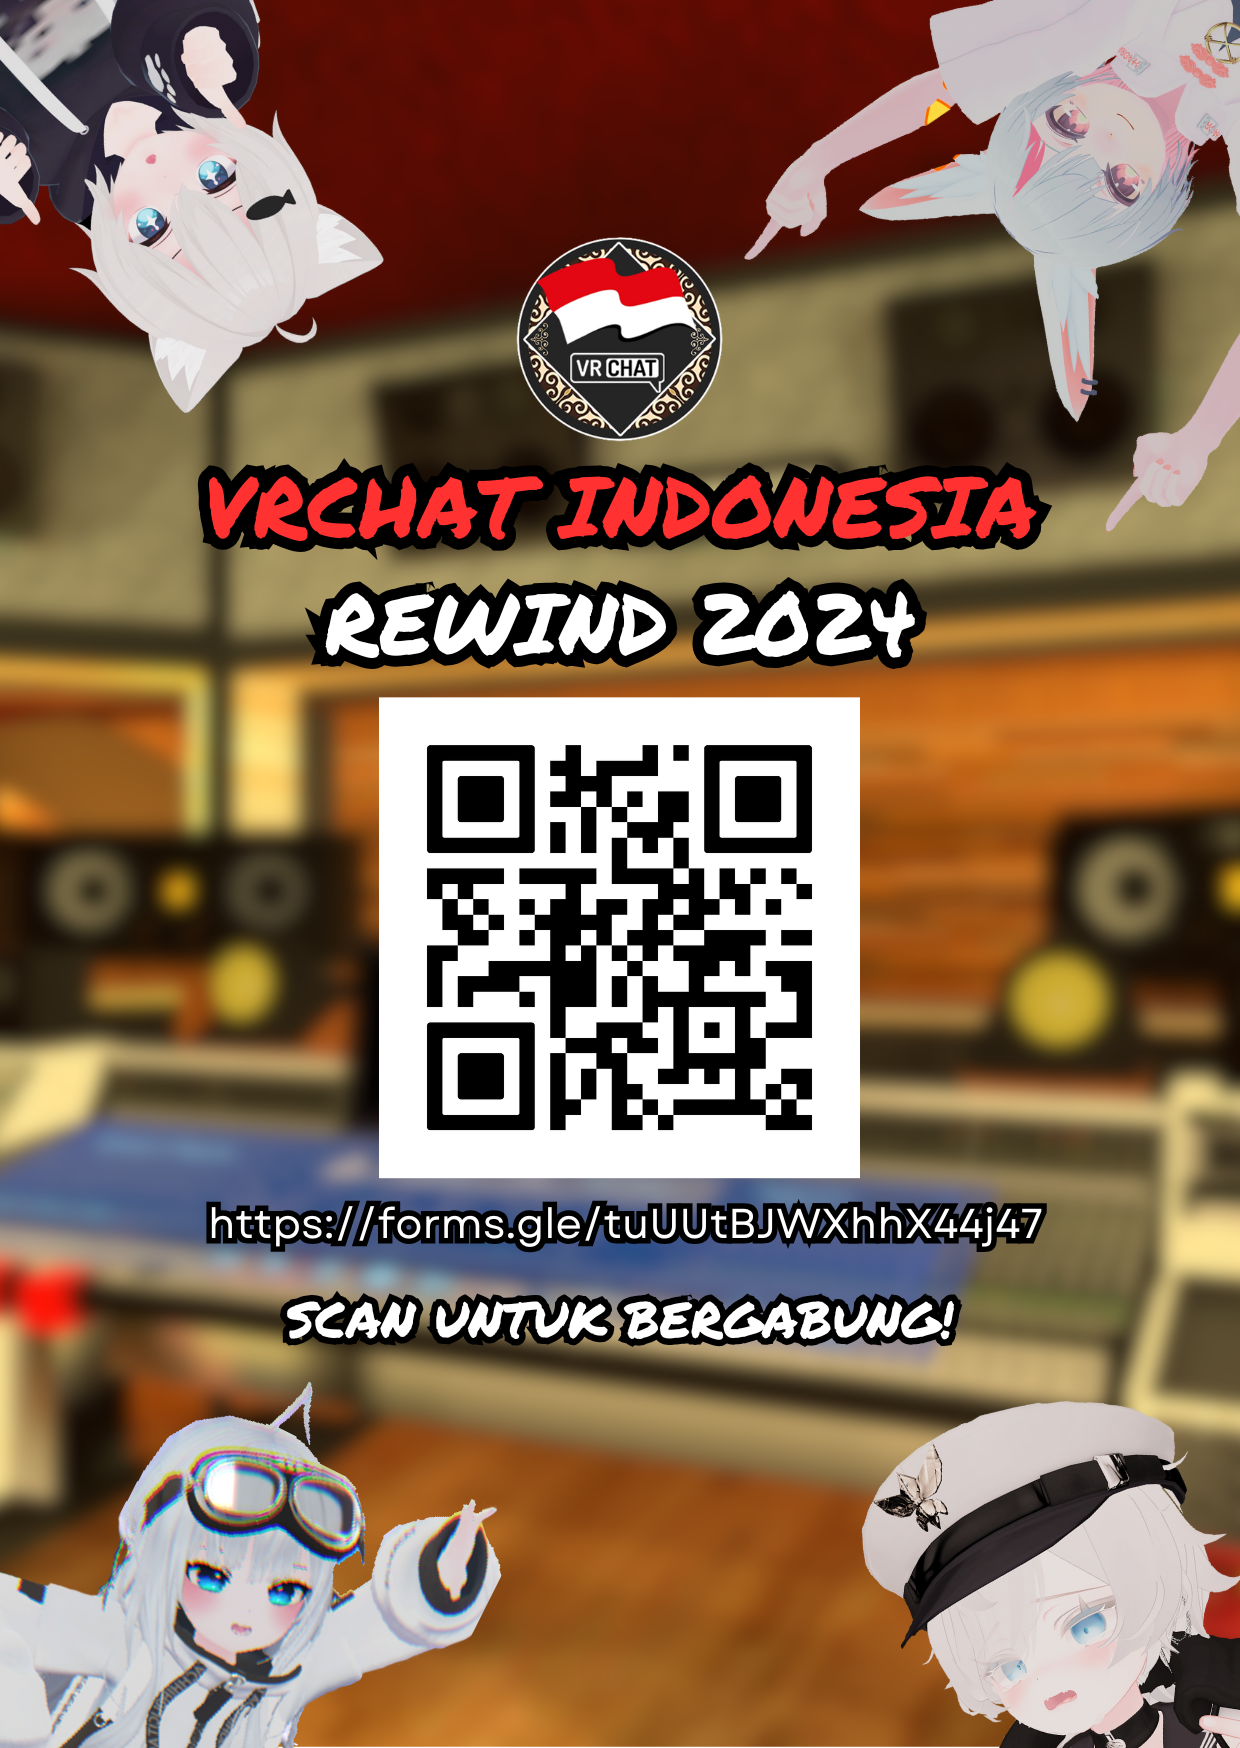 VR CHAT
VRCHAT INDONESIA
REWIND 2024
https://forms.gle/tuUUtBJWXhhX44j47
SCAN UNTUK BERGABUNG!